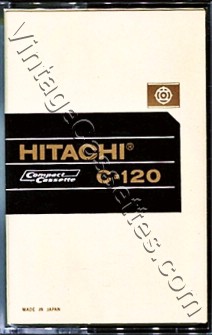 HITACHI®
Compact
Cassette
C-120
MADE IN JAPAN
VintageCassettes.com